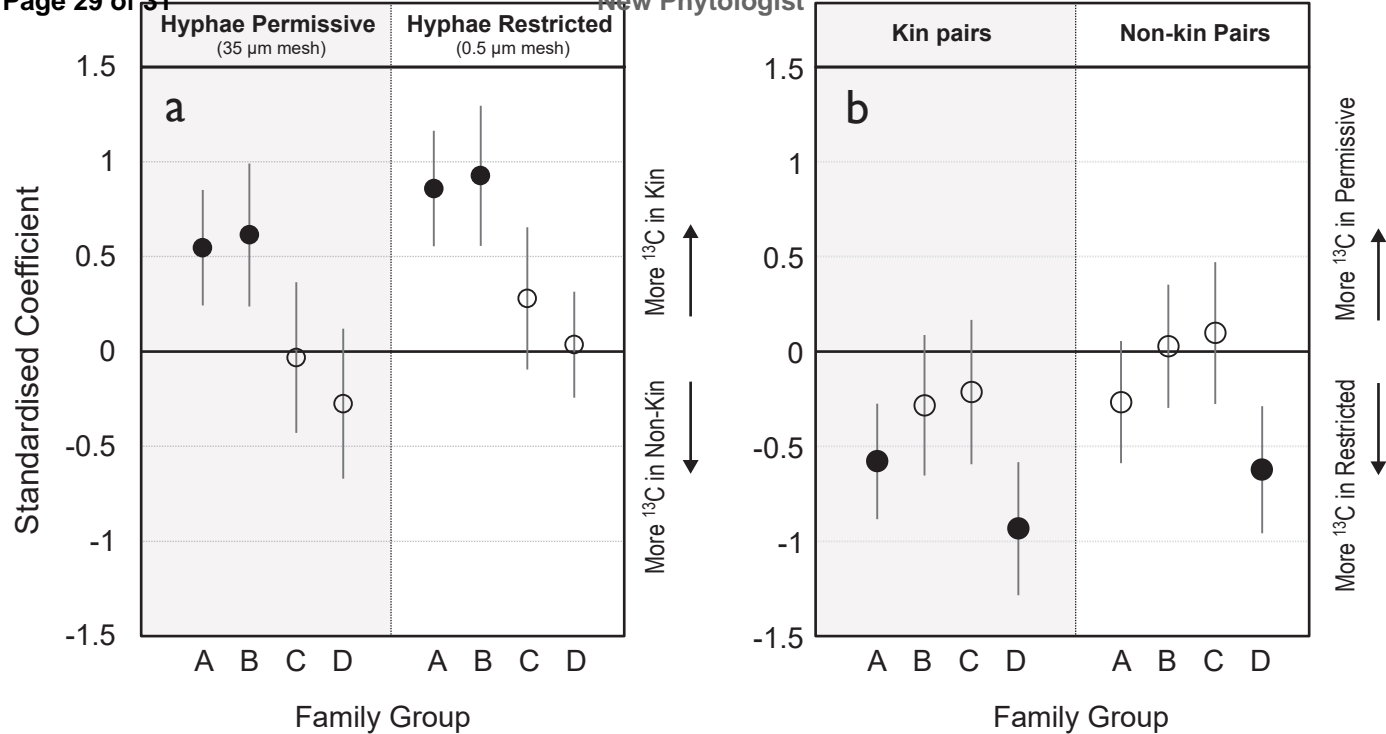 Page 29 of 31
New Phytologist
Hyphae Permissive
(35 µm mesh)
Hyphae Restricted
(0.5 µm mesh)
a
1.5
1
0.5
0
-0.5
-1
-1.5
Standardised Coefficient
A B C D A B C D
Family Group
More ¹³C in Kin
More ¹³C in Non-Kin
Kin pairs
Non-kin Pairs
b
1.5
1
0.5
0
-0.5
-1
-1.5
A B C D A B C D
Family Group
More ¹³C in Permissive
More ¹³C in Restricted